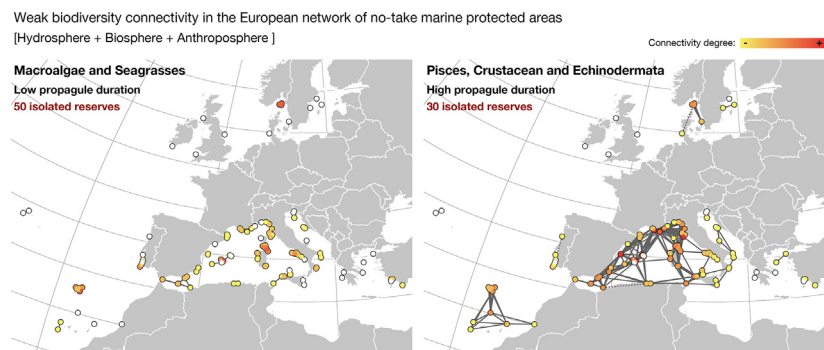 Weak biodiversity connectivity in the European network of no-take marine protected areas
[Hydrosphere + Biosphere + Anthroposphere ]
Connectivity degree: - +
Macroalgae and Seagrasses
Low propagule duration
50 isolated reserves
Pisces, Crustacean and Echinodermata
High propagule duration
30 isolated reserves